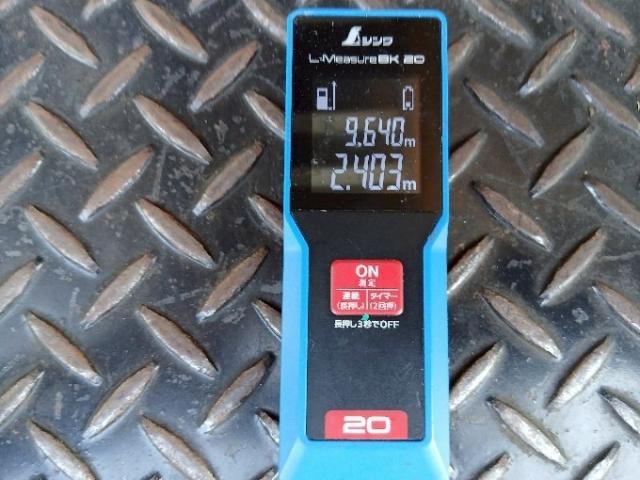 シンワ
L-Measure BK 20
9.640m
2.403m
ON
測定
連続 タイマー
(長押し) (2回押)
長押し3秒でOFF
20